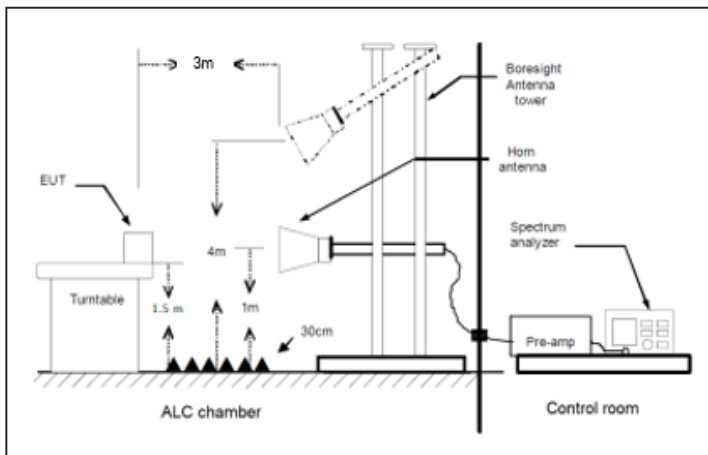 3m
Boresight
Antenna
tower
Horn
antenna
EUT
Spectrum
analyzer
4m
Turntable
1.5 m
1m
30cm
Pre-amp
ALC chamber
Control room